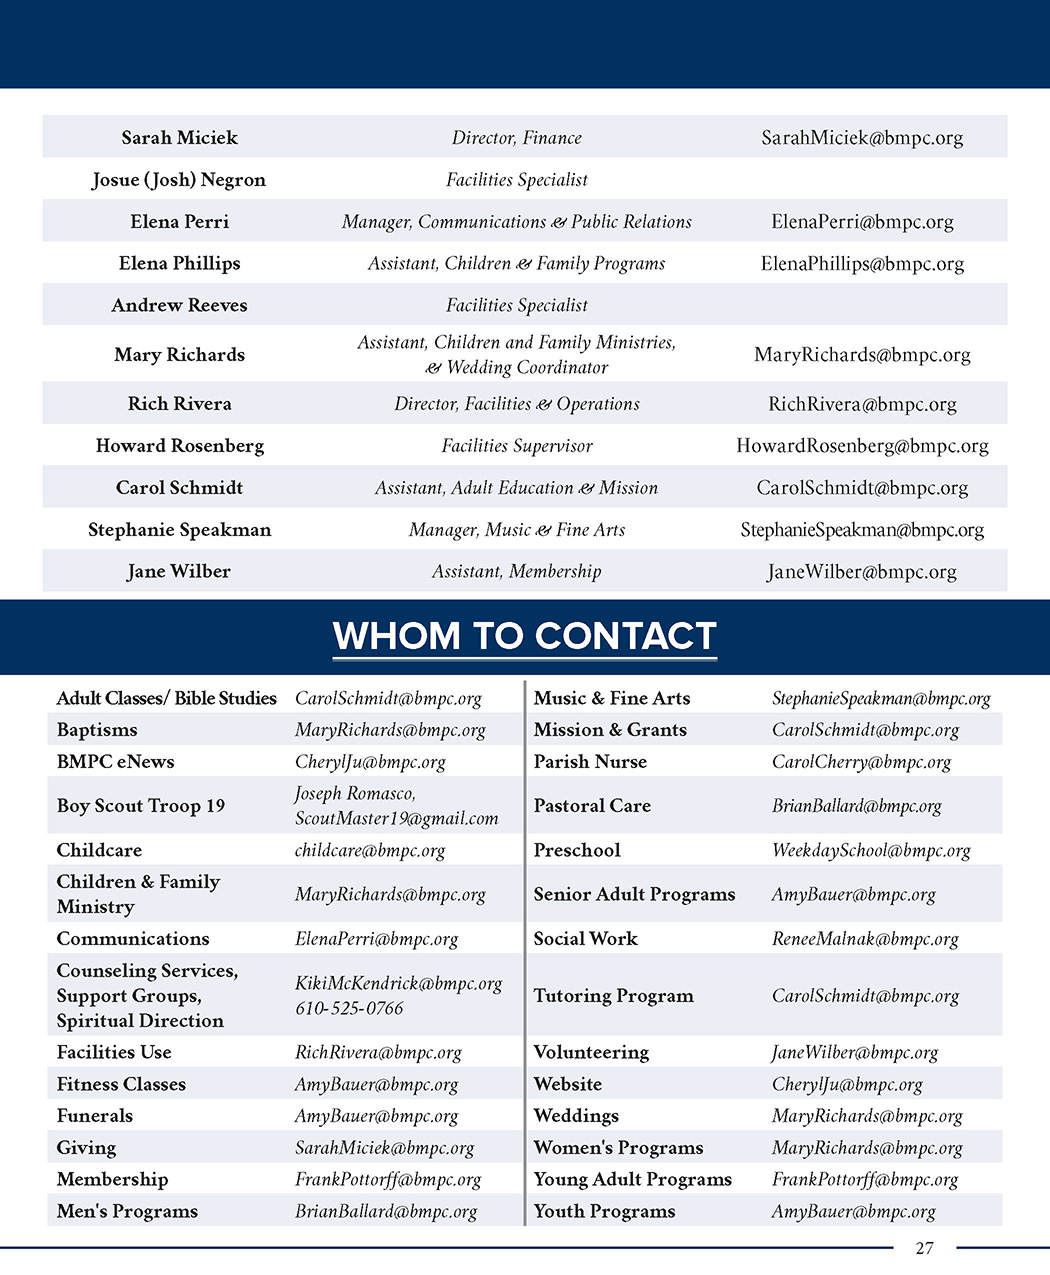 Sarah Miciek Director, Finance SarahMiciek@bmpc.org
Josue (Josh) Negron Facilities Specialist
Elena Perri Manager, Communications & Public Relations ElenaPerri@bmpc.org
Elena Phillips Assistant, Children & Family Programs ElenaPhillips@bmpc.org
Andrew Reeves Facilities Specialist
Mary Richards Assistant, Children and Family Ministries,
& Wedding Coordinator MaryRichards@bmpc.org
Rich Rivera Director, Facilities & Operations RichRivera@bmpc.org
Howard Rosenberg Facilities Supervisor HowardRosenberg@bmpc.org
Carol Schmidt Assistant, Adult Education & Mission CarolSchmidt@bmpc.org
Stephanie Speakman Manager, Music & Fine Arts StephanieSpeakman@bmpc.org
Jane Wilber Assistant, Membership JaneWilber@bmpc.org
WHOM TO CONTACT
Adult Classes/ Bible Studies CarolSchmidt@bmpc.org
Baptisms MaryRichards@bmpc.org
BMPC eNews CherylJu@bmpc.org
Boy Scout Troop 19 Joseph Romasco,
ScoutMaster19@gmail.com
Childcare childcare@bmpc.org
Children & Family
Ministry MaryRichards@bmpc.org
Communications ElenaPerri@bmpc.org
Counseling Services,
Support Groups,
Spiritual Direction
KikiMcKendrick@bmpc.org
610-525-0766
Facilities Use RichRivera@bmpc.org
Fitness Classes AmyBauer@bmpc.org
Funerals AmyBauer@bmpc.org
Giving SarahMiciek@bmpc.org
Membership FrankPottorff@bmpc.org
Men's Programs BrianBallard@bmpc.org
Music & Fine Arts StephanieSpeakman@bmpc.org
Mission & Grants CarolSchmidt@bmpc.org
Parish Nurse CarolCherry@bmpc.org
Pastoral Care BrianBallard@bmpc.org
Preschool WeekdaySchool@bmpc.org
Senior Adult Programs AmyBauer@bmpc.org
Social Work ReneeMalnak@bmpc.org
Tutoring Program CarolSchmidt@bmpc.org
Volunteering JaneWilber@bmpc.org
Website CherylJu@bmpc.org
Weddings MaryRichards@bmpc.org
Women's Programs MaryRichards@bmpc.org
Young Adult Programs FrankPottorff@bmpc.org
Youth Programs AmyBauer@bmpc.org
27